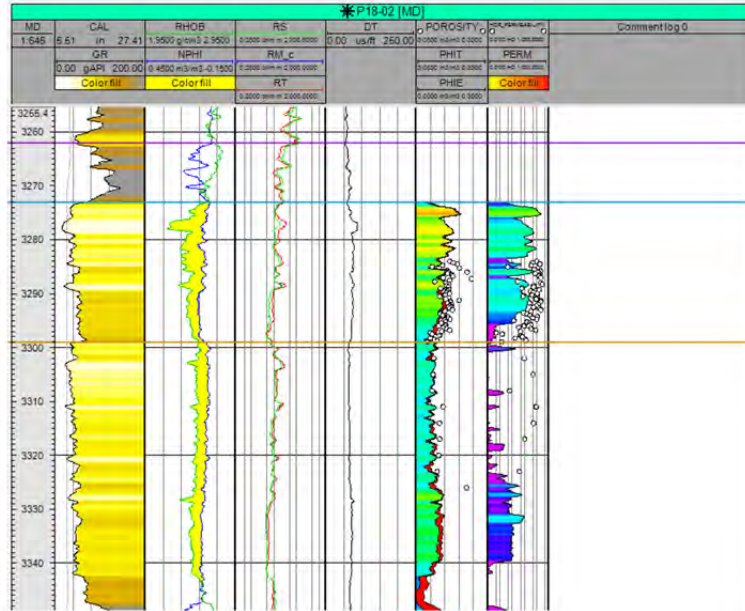 P18-02 [MD]
MD CAL RHOB RS DT POROSITY Comment log 0
1:646 5.51 in 27.41 1.9500 g/cm3 2.9500 0.00 us/ft 260.00
GR NPHI RM_c PHIT PERM
0.00 gAPI 200.00 0.4500 m3/m3 -0.1500
Color fill Color fill RT PHIE Color fill
3255.4
3260
3270
3280
3290
3300
3310
3320
3330
3340